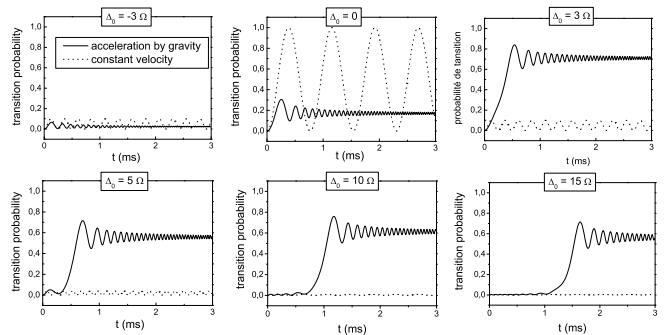 Δ₀ = -3 Ω
transition probability
1,0
0,8
0,6
0,4
0,2
0,0
acceleration by gravity
constant velocity
0 1 2 3
t (ms)
Δ₀ = 0
transition probability
1,0
0,8
0,6
0,4
0,2
0,0
0 1 2 3
t (ms)
Δ₀ = 3 Ω
probabilité de tansition
1,0
0,8
0,6
0,4
0,2
0,0
0 1 2 3
t (ms)
Δ₀ = 5 Ω
transition probability
1,0
0,8
0,6
0,4
0,2
0,0
0 1 2 3
t (ms)
Δ₀ = 10 Ω
transition probability
1,0
0,8
0,6
0,4
0,2
0,0
0 1 2 3
t (ms)
Δ₀ = 15 Ω
transition probability
1,0
0,8
0,6
0,4
0,2
0,0
0 1 2 3
t (ms)